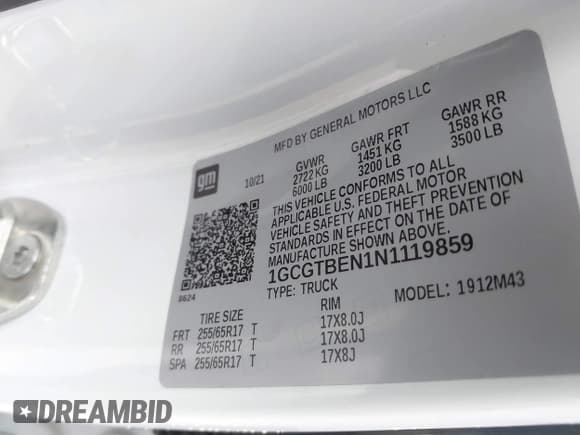 MFD BY GENERAL MOTORS LLC
gm
10/21
GVWR
2722 KG
6000 LB
GAWR FRT
1451 KG
3200 LB
GAWR RR
1588 KG
3500 LB
THIS VEHICLE CONFORMS TO ALL
APPLICABLE U.S. FEDERAL MOTOR
VEHICLE SAFETY AND THEFT PREVENTION
STANDARDS IN EFFECT ON THE DATE OF
MANUFACTURE SHOWN ABOVE.
1GCGTBEN1N1119859
8624
TYPE: TRUCK
MODEL: 1912M43
TIRE SIZE RIM
FRT 255/65R17 T 17X8.0J
RR 255/65R17 T 17X8.0J
SPA 255/65R17 T 17X8J
DREAMBID